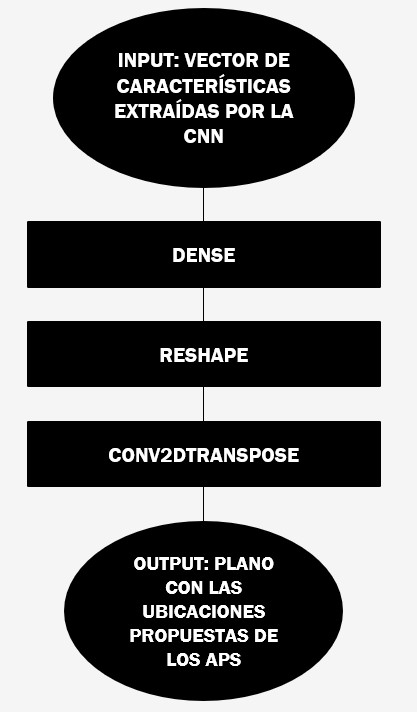 INPUT: VECTOR DE
CARACTERÍSTICAS
EXTRAÍDAS POR LA
CNN
DENSE
RESHAPE
CONV2DTRANSPOSE
OUTPUT: PLANO
CON LAS
UBICACIONES
PROPUESTAS DE
LOS APS